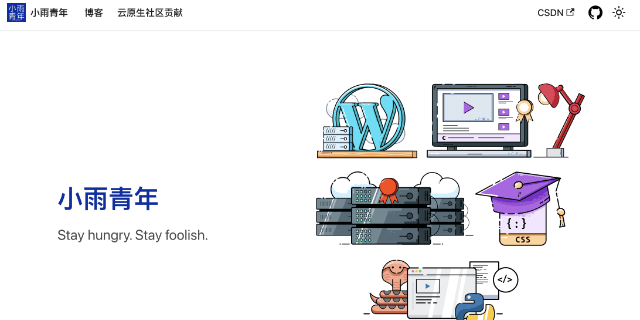 小雨
青年
小雨青年
博客
云原生社区贡献
CSDN
小雨青年
Stay hungry. Stay foolish.
{:}
CSS
</>